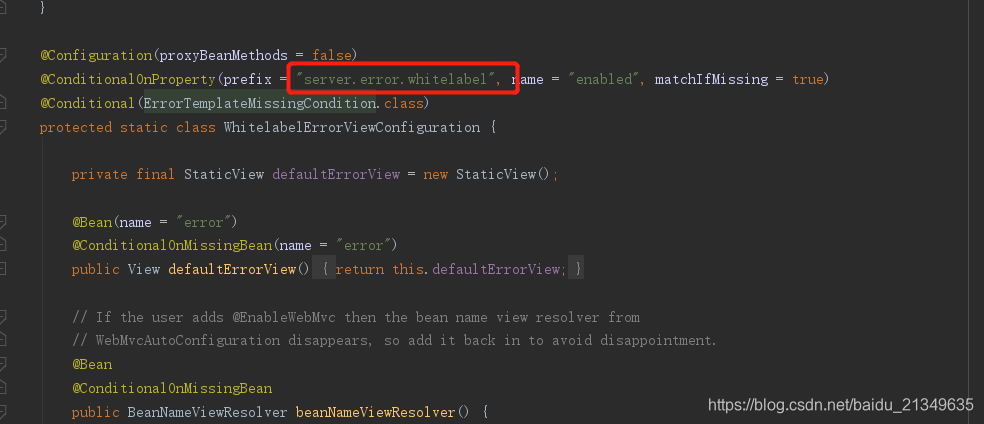 }
@Configuration(proxyBeanMethods = false)
@ConditionalOnProperty(prefix = "server.error.whitelabel", name = "enabled", matchIfMissing = true)
@Conditional(ErrorTemplateMissingCondition.class)
protected static class WhitelabelErrorViewConfiguration {
private final StaticView defaultErrorView = new StaticView();
@Bean(name = "error")
@ConditionalOnMissingBean(name = "error")
public View defaultErrorView() { return this.defaultErrorView; }
// If the user adds @EnableWebMvc then the bean name view resolver from
// WebMvcAutoConfiguration disappears, so add it back in to avoid disappointment.
@Bean
@ConditionalOnMissingBean
public BeanNameViewResolver beanNameViewResolver() {
https://blog.csdn.net/baidu_21349635